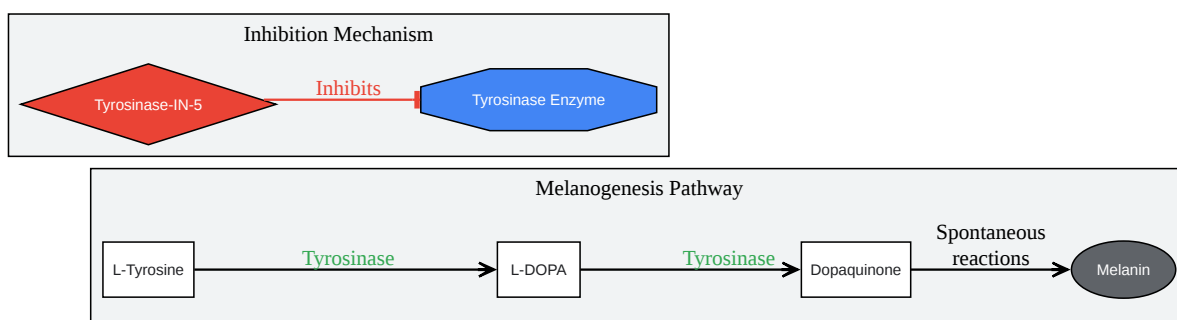 Inhibition Mechanism
Inhibits
Tyrosinase-IN-5
Tyrosinase Enzyme
Melanogenesis Pathway
L-Tyrosine
Tyrosinase
L-DOPA
Tyrosinase
Dopaquinone
Spontaneous
reactions
Melanin